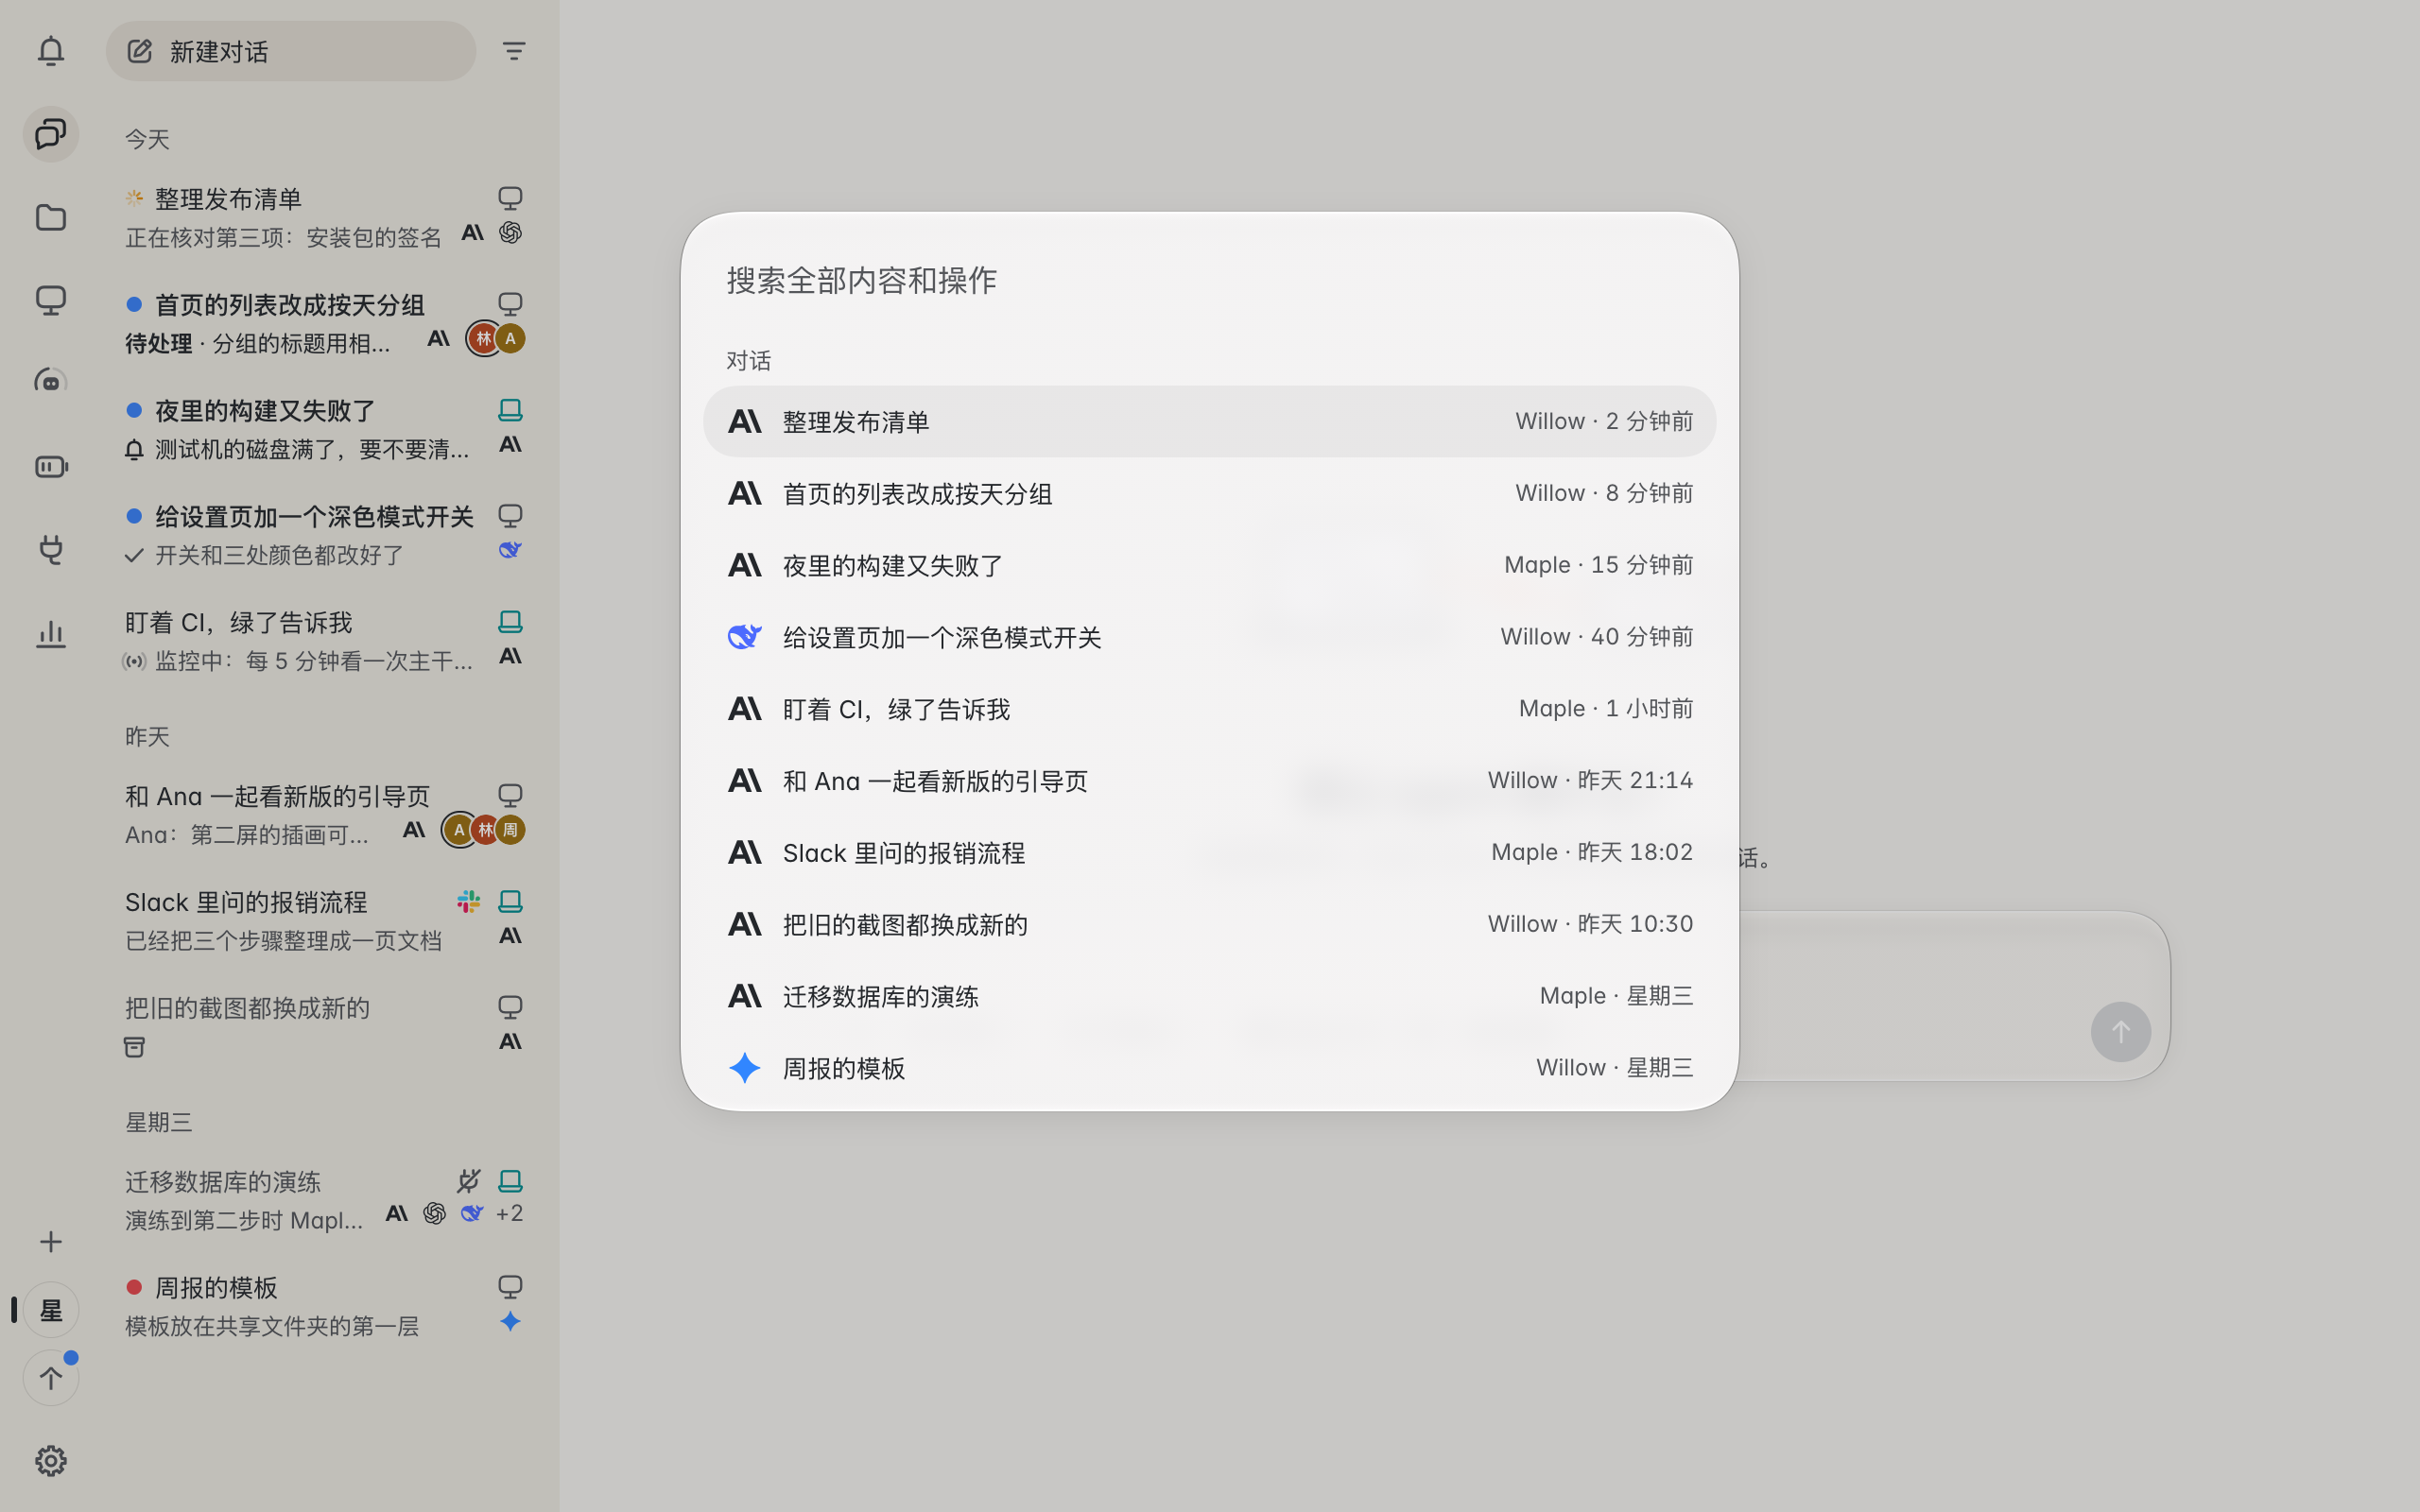 新建对话
今天
整理发布清单
正在核对第三项：安装包的签名
首页的列表改成按天分组
待处理 · 分组的标题用相...
林 A
夜里的构建又失败了
测试机的磁盘满了，要不要清...
给设置页加一个深色模式开关
开关和三处颜色都改好了
盯着 CI，绿了告诉我
监控中：每 5 分钟看一次主干...
昨天
和 Ana 一起看新版的引导页
Ana：第二屏的插画可...
A 林 周
Slack 里问的报销流程
已经把三个步骤整理成一页文档
把旧的截图都换成新的
星期三
迁移数据库的演练
演练到第二步时 Mapl...
+2
周报的模板
模板放在共享文件夹的第一层
星
个
搜索全部内容和操作
对话
整理发布清单 Willow · 2 分钟前
首页的列表改成按天分组 Willow · 8 分钟前
夜里的构建又失败了 Maple · 15 分钟前
给设置页加一个深色模式开关 Willow · 40 分钟前
盯着 CI，绿了告诉我 Maple · 1 小时前
和 Ana 一起看新版的引导页 Willow · 昨天 21:14
Slack 里问的报销流程 Maple · 昨天 18:02
把旧的截图都换成新的 Willow · 昨天 10:30
迁移数据库的演练 Maple · 星期三
周报的模板 Willow · 星期三
话。